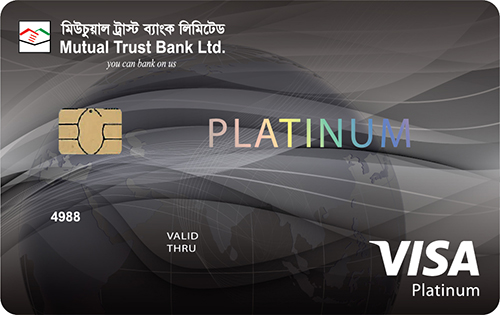 মিউচুয়াল ট্রাস্ট ব্যাংক লিমিটেড
Mutual Trust Bank Ltd.
you can bank on us
PLATINUM
4988
VALID
THRU
VISA
Platinum